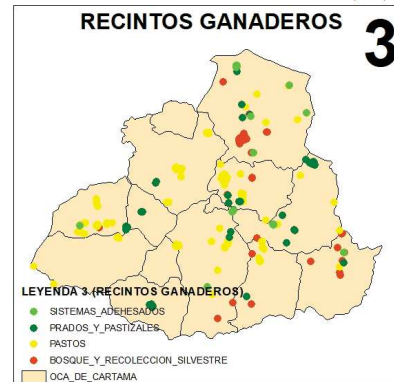 RECINTOS GANADEROS
3
LEYENDA 3 (RECINTOS GANADEROS)
SISTEMAS_ADEHESADOS
PRADOS_Y_PASTIZALES
PASTOS
BOSQUE_Y_RECOLECCION_SILVESTRE
OCA_DE_CARTAMA